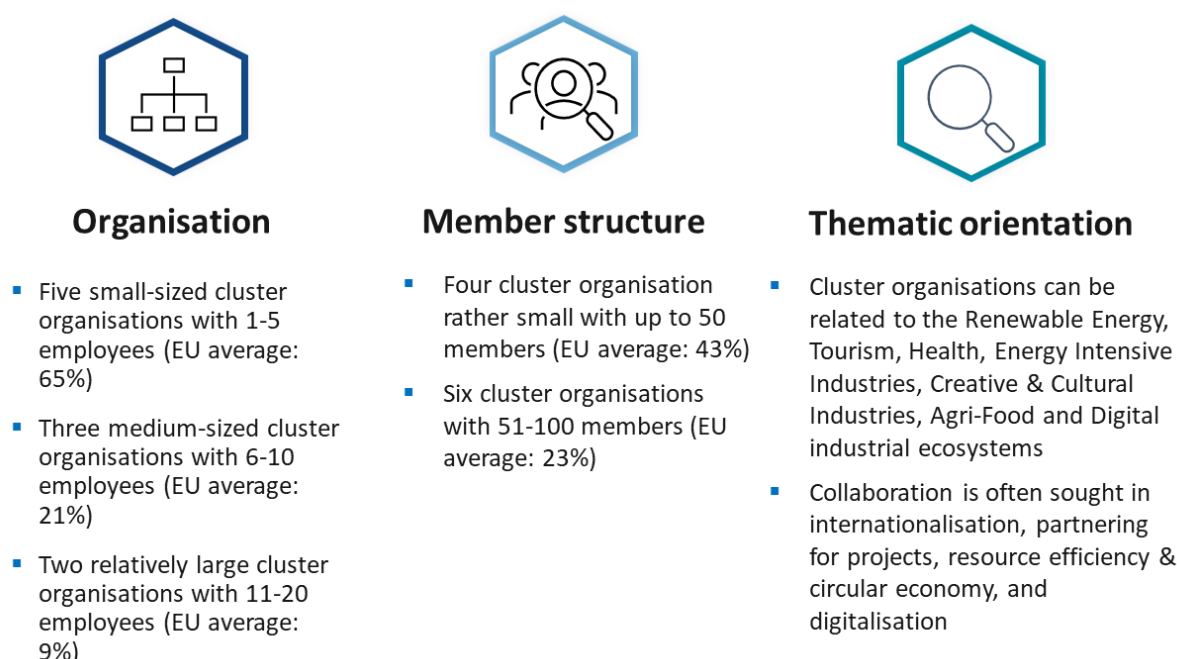 Organisation
▪ Five small-sized cluster
organisations with 1-5
employees (EU average:
65%)
▪ Three medium-sized cluster
organisations with 6-10
employees (EU average:
21%)
▪ Two relatively large cluster
organisations with 11-20
employees (EU average:
9%)
Member structure
▪ Four cluster organisation
rather small with up to 50
members (EU average: 43%)
▪ Six cluster organisations
with 51-100 members (EU
average: 23%)
Thematic orientation
▪ Cluster organisations can be
related to the Renewable Energy,
Tourism, Health, Energy Intensive
Industries, Creative & Cultural
Industries, Agri-Food and Digital
industrial ecosystems
▪ Collaboration is often sought in
internationalisation, partnering
for projects, resource efficiency &
circular economy, and
digitalisation